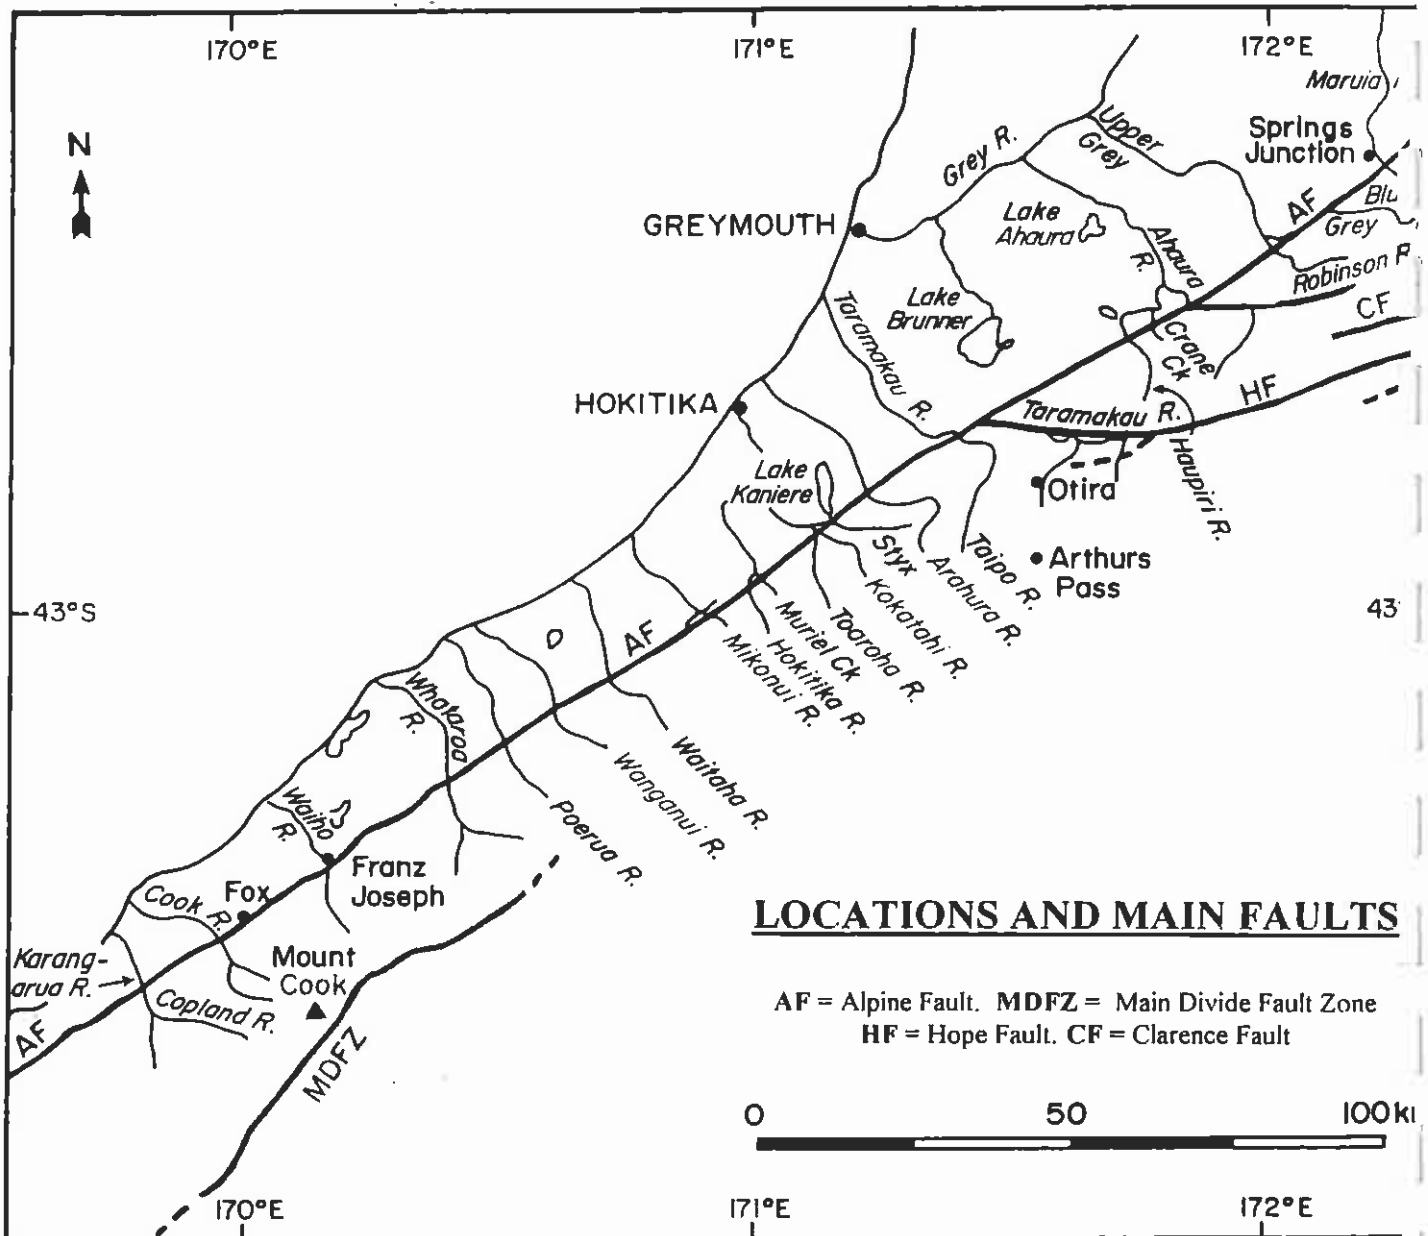 170°E
171°E
172°E
Maruia
N
Springs
Junction
Upper
Grey
Grey R.
GREYMOUTH
Lake
Ahaura
Ahaura
R.
AF
Blu
Grey
Robinson R
CF
Lake
Brunner
Taramakau R.
Crane
Ck
HF
HOKITIKA
Taramakau R.
Haupiri R.
Otira
Lake
Kaniere
Styx
Taipo R.
Arahura R.
Arthurs
Pass
Kokatahi R.
Toaroha R.
Muriel Ck
Hokitika R.
Mikonui R.
43°S
43
AF
Whataroa
R.
Waitaha R.
Wanganui R.
Poerua R.
Waiho
R.
Franz
Joseph
Fox
Cook R.
Mount
Cook
Karang-
arua R.
Copland R.
AF
MDFZ
LOCATIONS AND MAIN FAULTS
AF = Alpine Fault. MDFZ = Main Divide Fault Zone
HF = Hope Fault. CF = Clarence Fault
0 50 100 k
170°E
171°E
172°E